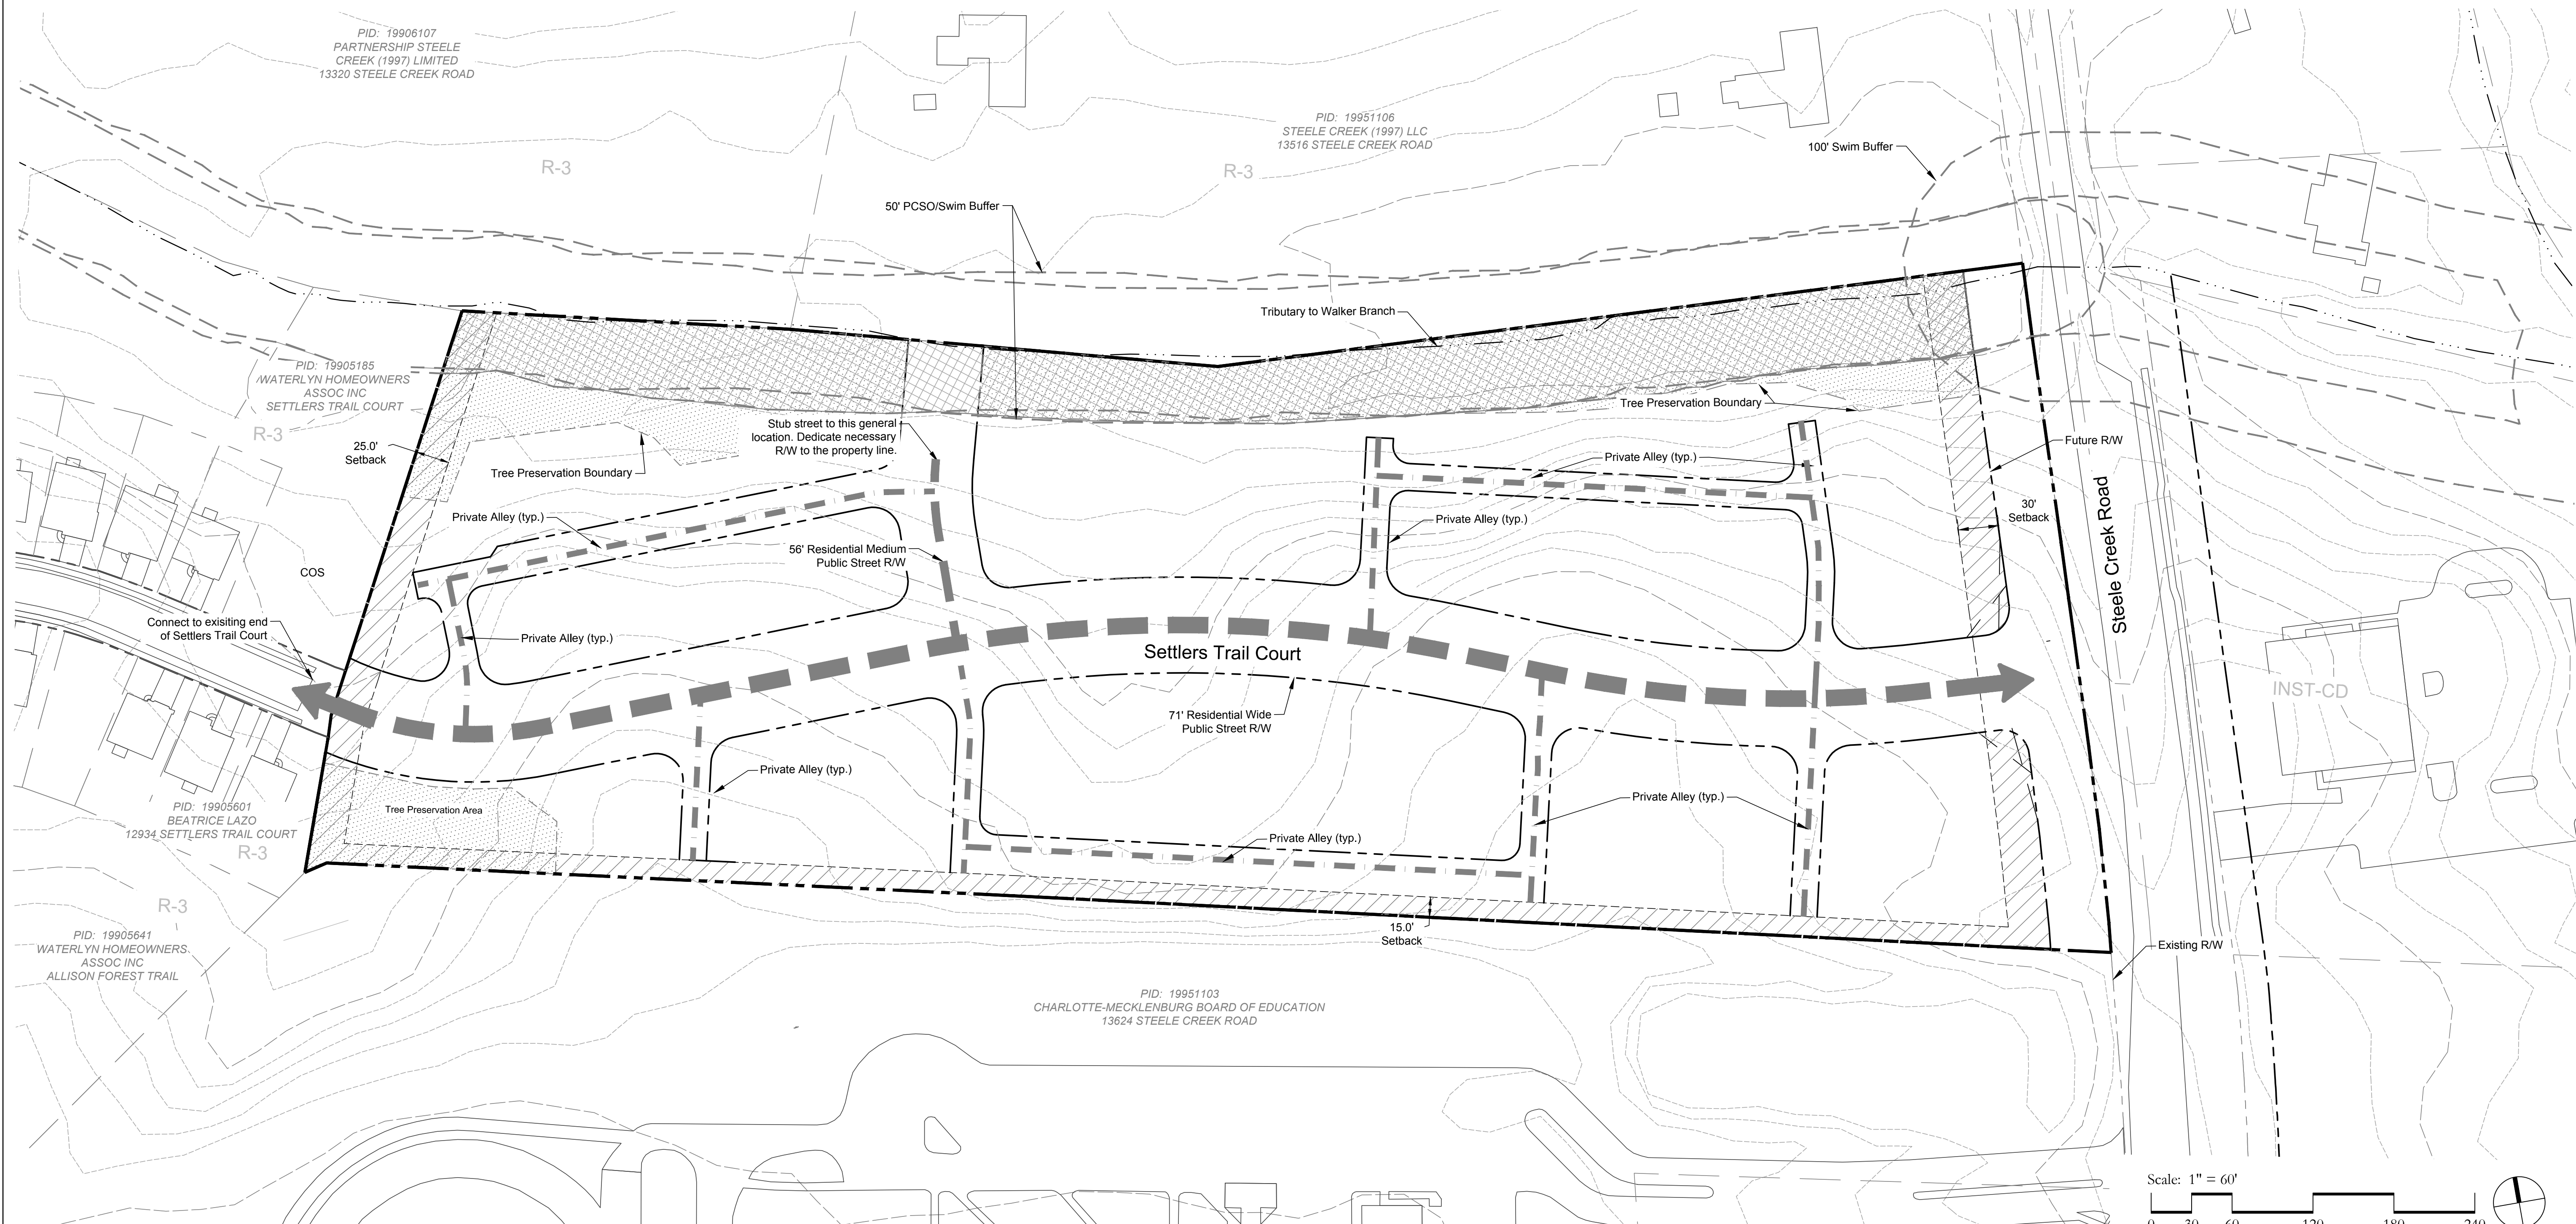 PID: 19906107
PARTNERSHIP STEELE
CREEK (1997) LIMITED
13320 STEELE CREEK ROAD
R-3
PID: 19951106
STEELE CREEK (1997) LLC
13516 STEELE CREEK ROAD
R-3
100' Swim Buffer
50' PCSO/Swim Buffer
Tributary to Walker Branch
PID: 19905185
WATERLYN HOMEOWNERS
ASSOC INC
SETTLERS TRAIL COURT
R-3
25.0'
Setback
Tree Preservation Boundary
Stub street to this general
location. Dedicate necessary
R/W to the property line.
Tree Preservation Boundary
Future R/W
Private Alley (typ.)
Private Alley (typ.)
Private Alley (typ.)
30'
Setback
Steele Creek Road
56' Residential Medium
Public Street R/W
COS
Connect to exisiting end
of Settlers Trail Court
Private Alley (typ.)
Settlers Trail Court
INST-CD
71' Residential Wide
Public Street R/W
Private Alley (typ.)
Private Alley (typ.)
Private Alley (typ.)
Tree Preservation Area
PID: 19905601
BEATRICE LAZO
12934 SETTLERS TRAIL COURT
R-3
R-3
PID: 19905641
WATERLYN HOMEOWNERS
ASSOC INC
ALLISON FOREST TRAIL
15.0'
Setback
Existing R/W
PID: 19951103
CHARLOTTE-MECKLENBURG BOARD OF EDUCATION
13624 STEELE CREEK ROAD
Scale: 1" = 60'
0 30 60 120 180 240